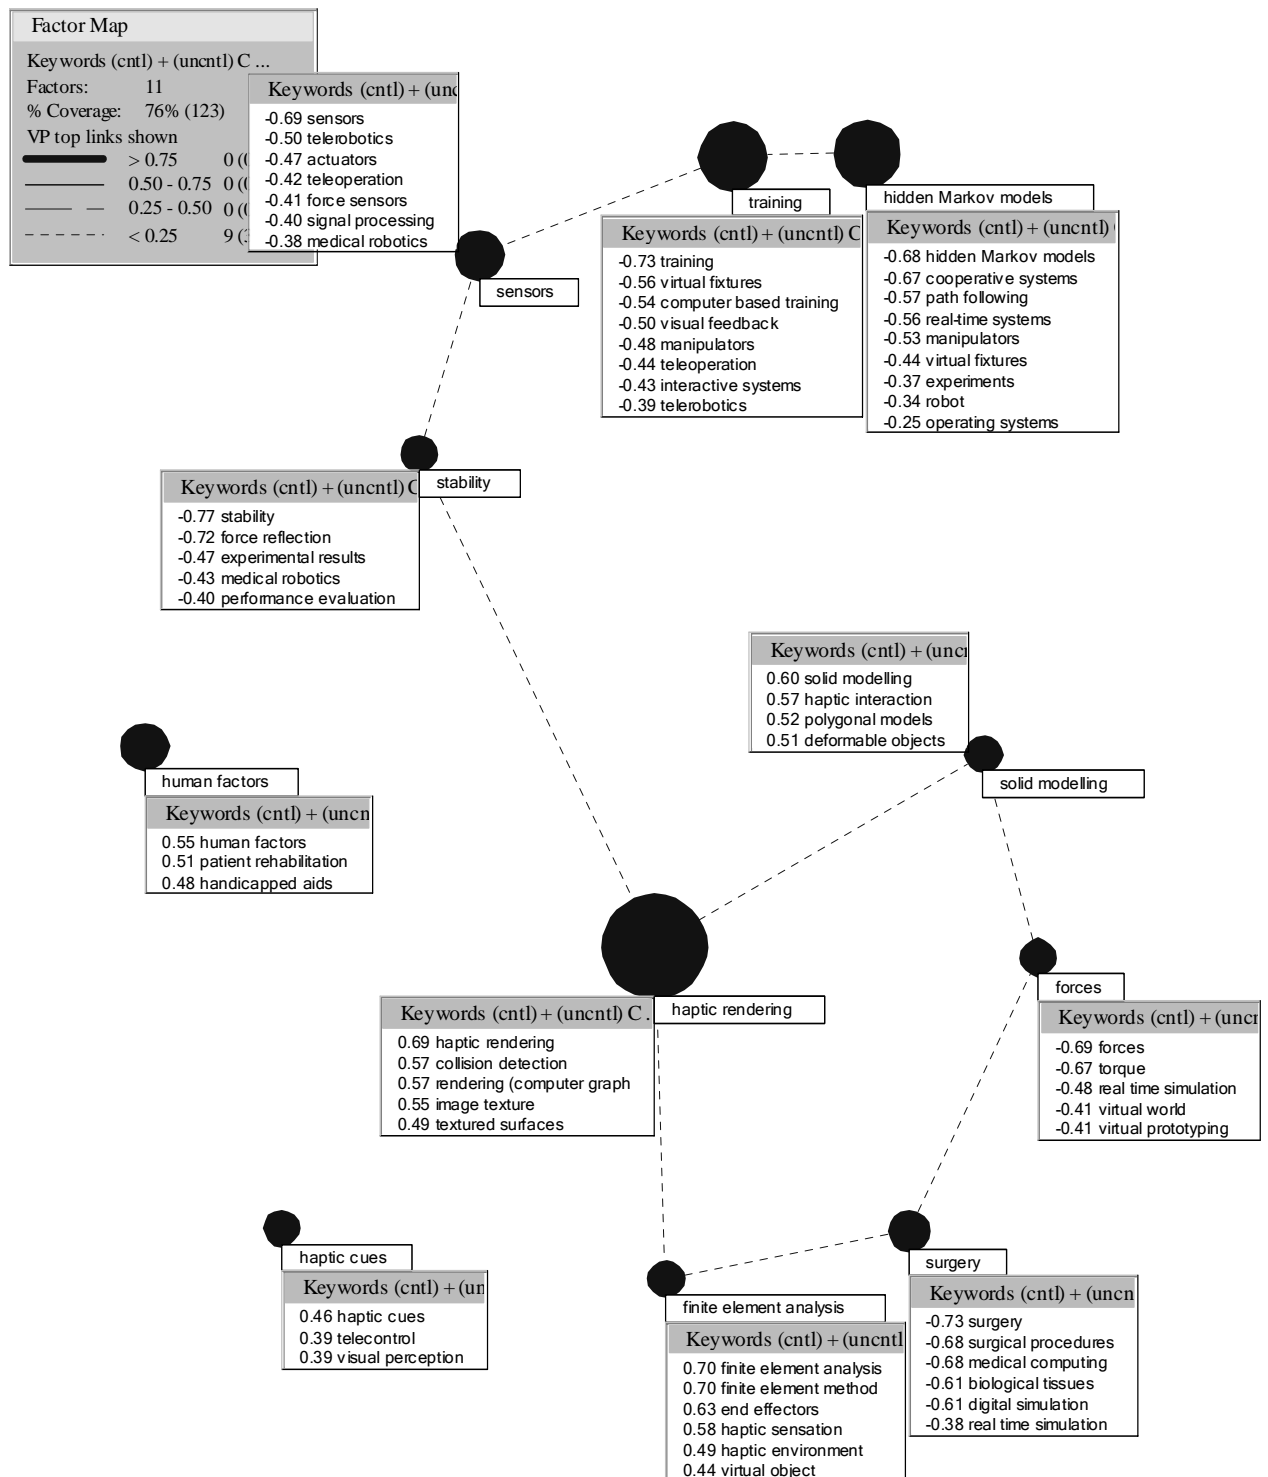 Factor Map
Keywords (cntl) + (uncntl) C ...
Factors: 11
% Coverage: 76% (123)
VP top links shown
> 0.75 0 (
0.50 - 0.75 0 (
0.25 - 0.50 0 (
< 0.25 9 (
Keywords (cntl) + (unc
-0.69 sensors
-0.50 telerobotics
-0.47 actuators
-0.42 teleoperation
-0.41 force sensors
-0.40 signal processing
-0.38 medical robotics
sensors
training
Keywords (cntl) + (uncntl) C
-0.73 training
-0.56 virtual fixtures
-0.54 computer based training
-0.50 visual feedback
-0.48 manipulators
-0.44 teleoperation
-0.43 interactive systems
-0.39 telerobotics
hidden Markov models
Keywords (cntl) + (uncntl)
-0.68 hidden Markov models
-0.67 cooperative systems
-0.57 path following
-0.56 real-time systems
-0.53 manipulators
-0.44 virtual fixtures
-0.37 experiments
-0.34 robot
-0.25 operating systems
stability
Keywords (cntl) + (uncntl) C
-0.77 stability
-0.72 force reflection
-0.47 experimental results
-0.43 medical robotics
-0.40 performance evaluation
Keywords (cntl) + (uncn
0.60 solid modelling
0.57 haptic interaction
0.52 polygonal models
0.51 deformable objects
solid modelling
human factors
Keywords (cntl) + (uncn
0.55 human factors
0.51 patient rehabilitation
0.48 handicapped aids
haptic rendering
Keywords (cntl) + (uncntl) C .
0.69 haptic rendering
0.57 collision detection
0.57 rendering (computer graph
0.55 image texture
0.49 textured surfaces
forces
Keywords (cntl) + (uncn
-0.69 forces
-0.67 torque
-0.48 real time simulation
-0.41 virtual world
-0.41 virtual prototyping
haptic cues
Keywords (cntl) + (un
0.46 haptic cues
0.39 telecontrol
0.39 visual perception
finite element analysis
Keywords (cntl) + (uncntl
0.70 finite element analysis
0.70 finite element method
0.63 end effectors
0.58 haptic sensation
0.49 haptic environment
0.44 virtual object
surgery
Keywords (cntl) + (uncn
-0.73 surgery
-0.68 surgical procedures
-0.68 medical computing
-0.61 biological tissues
-0.61 digital simulation
-0.38 real time simulation